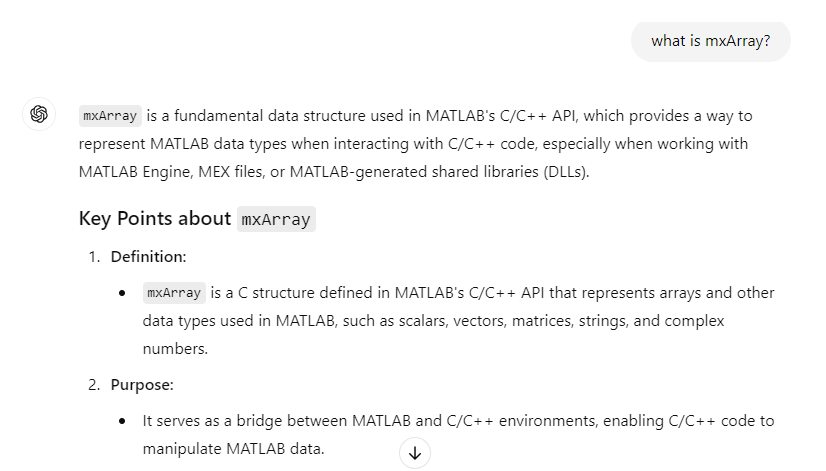 what is mxArray?
mxArray is a fundamental data structure used in MATLAB's C/C++ API, which provides a way to
represent MATLAB data types when interacting with C/C++ code, especially when working with
MATLAB Engine, MEX files, or MATLAB-generated shared libraries (DLLs).
Key Points about mxArray
1. Definition:
• mxArray is a C structure defined in MATLAB's C/C++ API that represents arrays and other
data types used in MATLAB, such as scalars, vectors, matrices, strings, and complex
numbers.
2. Purpose:
• It serves as a bridge between MATLAB and C/C++ environments, enabling C/C++ code to
manipulate MATLAB data.